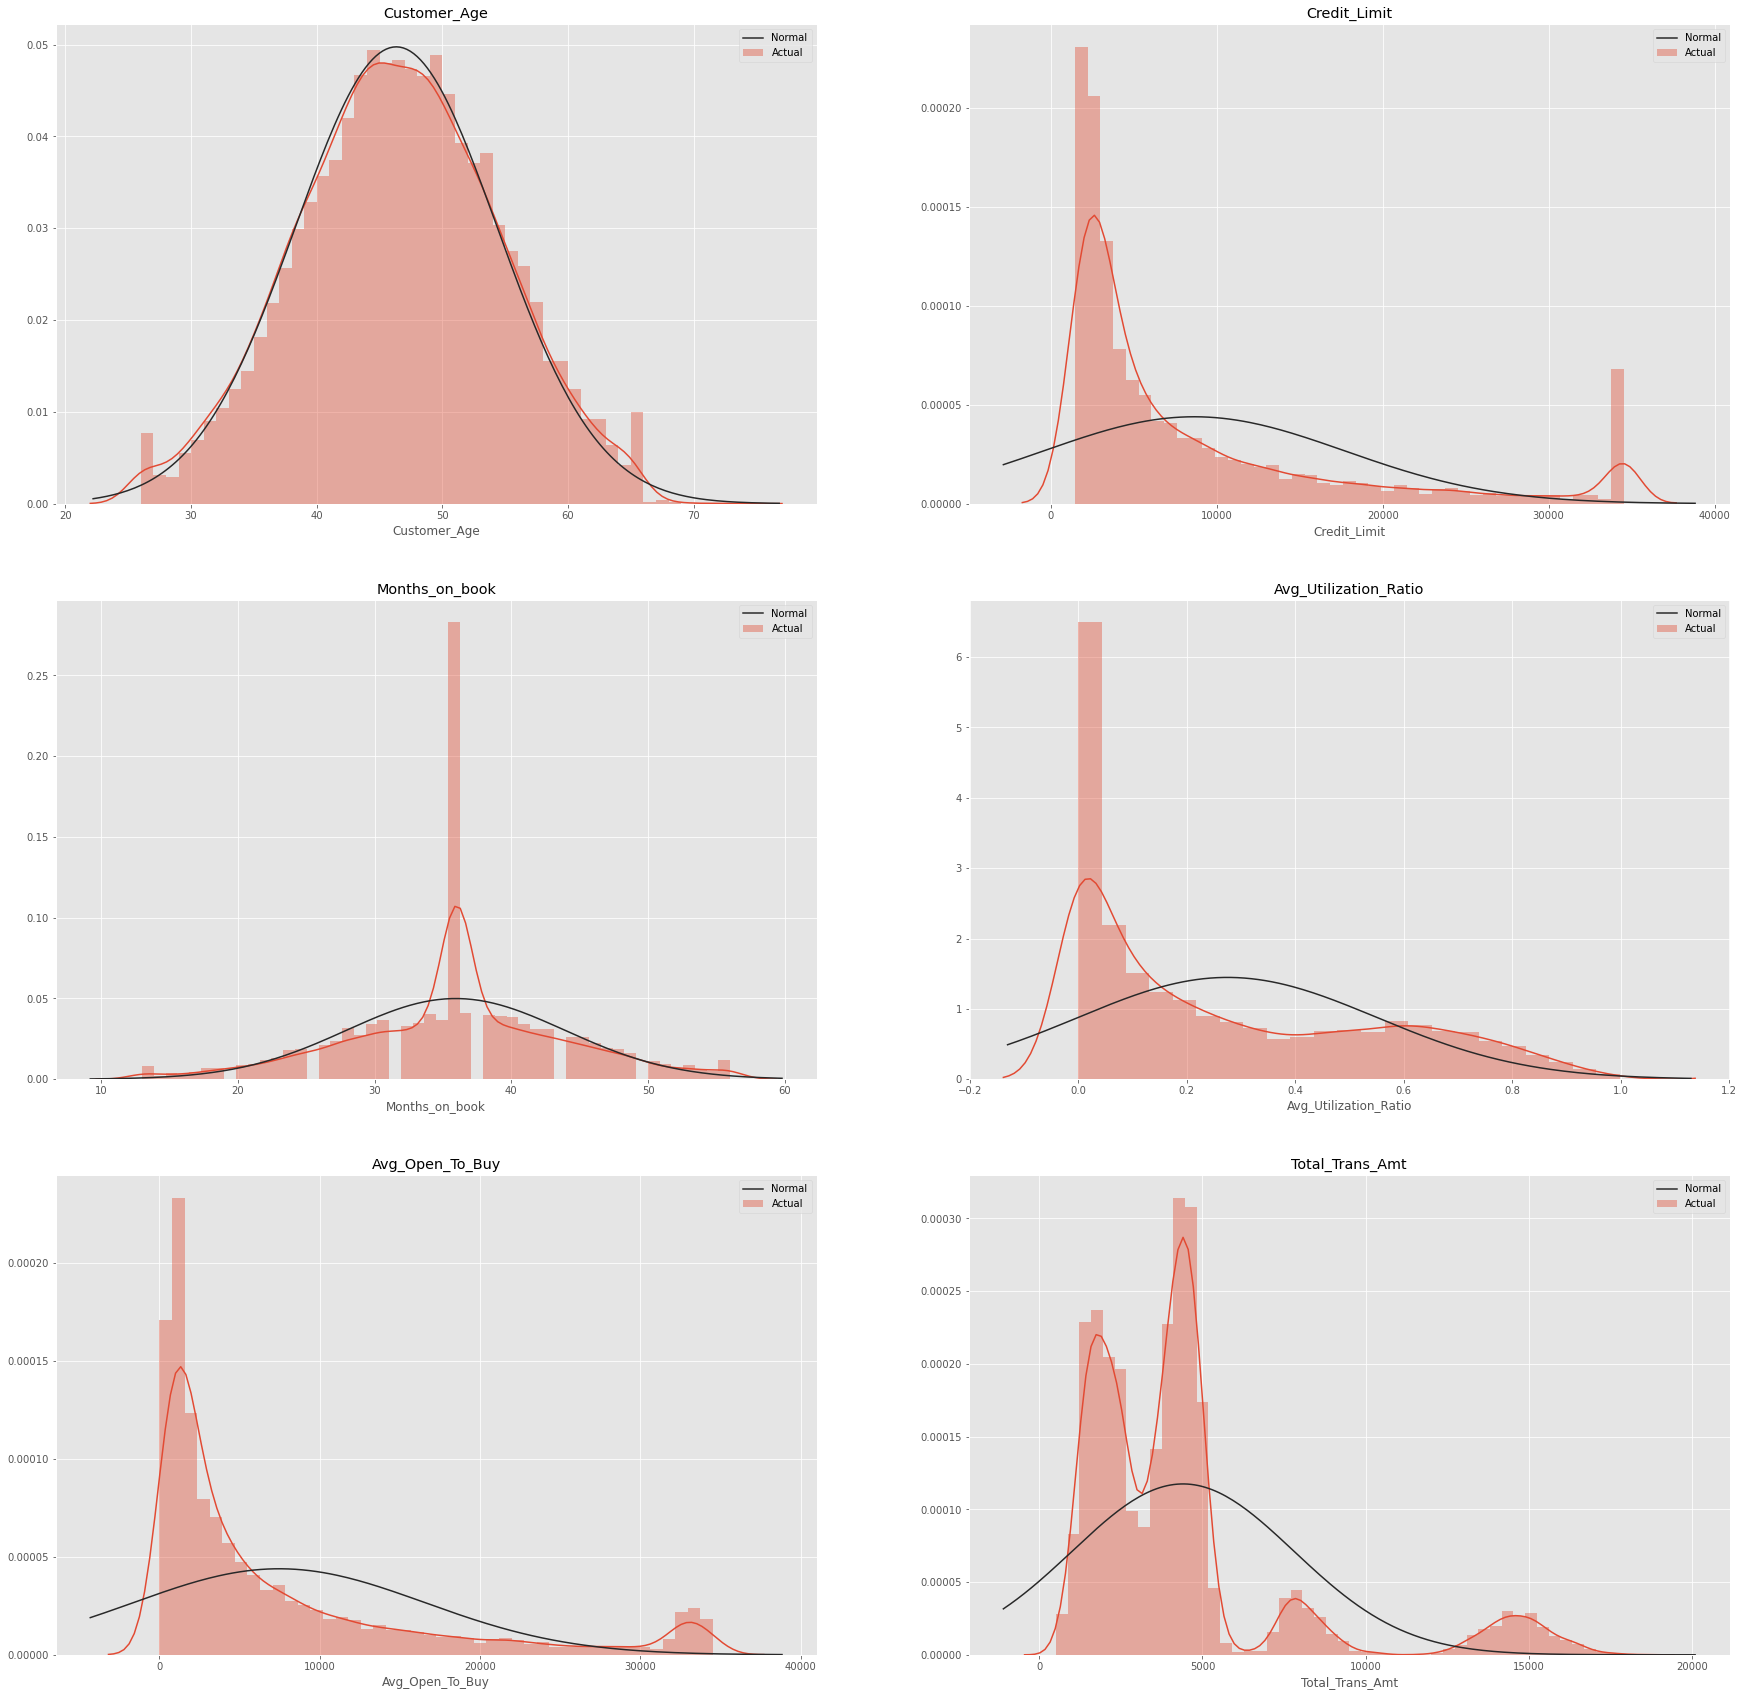 Customer_Age
Normal
Actual
0.05
0.04
0.03
0.02
0.01
0.00
20 30 40 50 60 70
Customer_Age
Credit_Limit
Normal
Actual
0.00020
0.00015
0.00010
0.00005
0.00000
0 10000 20000 30000 40000
Credit_Limit
Months_on_book
Normal
Actual
0.25
0.20
0.15
0.10
0.05
0.00
10 20 30 40 50 60
Months_on_book
Avg_Utilization_Ratio
Normal
Actual
6
5
4
3
2
1
0
−0.2 0.0 0.2 0.4 0.6 0.8 1.0 1.2
Avg_Utilization_Ratio
Avg_Open_To_Buy
Normal
Actual
0.00020
0.00015
0.00010
0.00005
0.00000
0 10000 20000 30000 40000
Avg_Open_To_Buy
Total_Trans_Amt
Normal
Actual
0.00030
0.00025
0.00020
0.00015
0.00010
0.00005
0.00000
0 5000 10000 15000 20000
Total_Trans_Amt